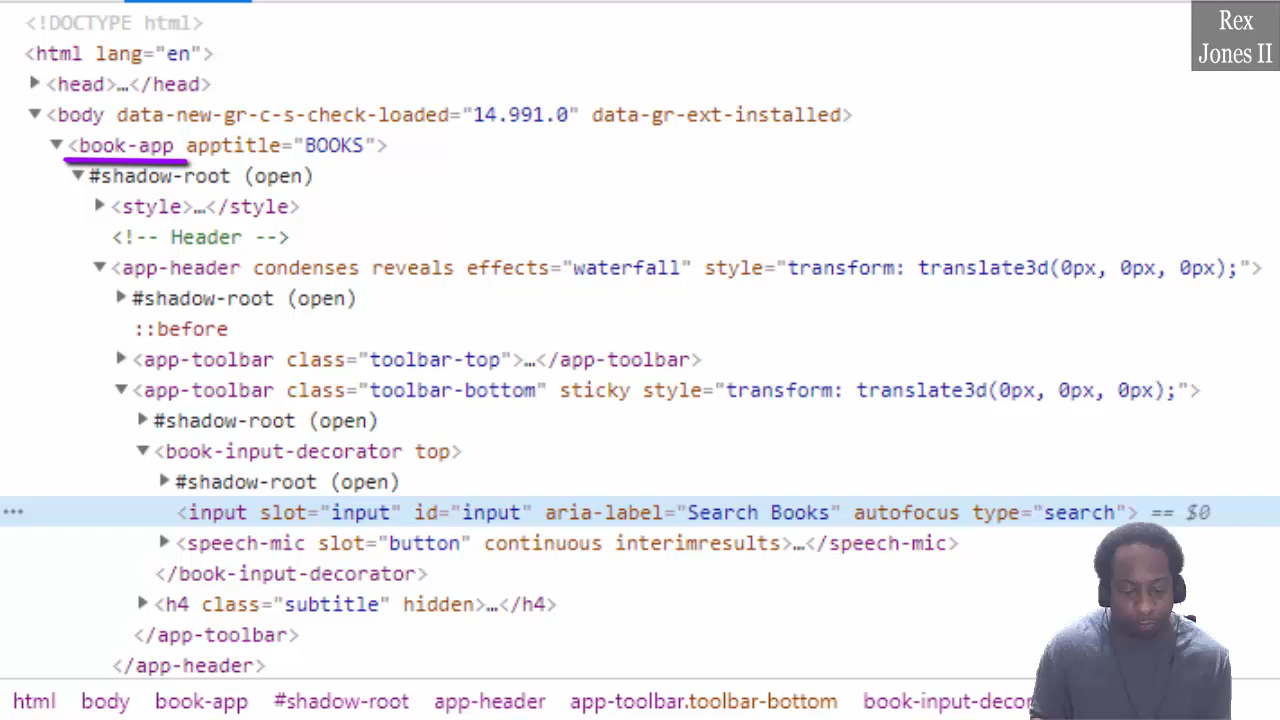 Rex
Jones II
<!DOCTYPE html>
<html lang="en">
<head>…</head>
<body data-new-gr-c-s-check-loaded="14.991.0" data-gr-ext-installed>
<book-app apptitle="BOOKS">
#shadow-root (open)
<style>…</style>
<!-- Header -->
<app-header condenses reveals effects="waterfall" style="transform: translate3d(0px, 0px, 0px);">
#shadow-root (open)
::before
<app-toolbar class="toolbar-top">…</app-toolbar>
<app-toolbar class="toolbar-bottom" sticky style="transform: translate3d(0px, 0px, 0px);">
#shadow-root (open)
<book-input-decorator top>
#shadow-root (open)
<input slot="input" id="input" aria-label="Search Books" autofocus type="search"> == $0
<speech-mic slot="button" continuous interimresults>…</speech-mic>
</book-input-decorator>
<h4 class="subtitle" hidden>…</h4>
</app-toolbar>
</app-header>
html body book-app #shadow-root app-header app-toolbar.toolbar-bottom book-input-decor